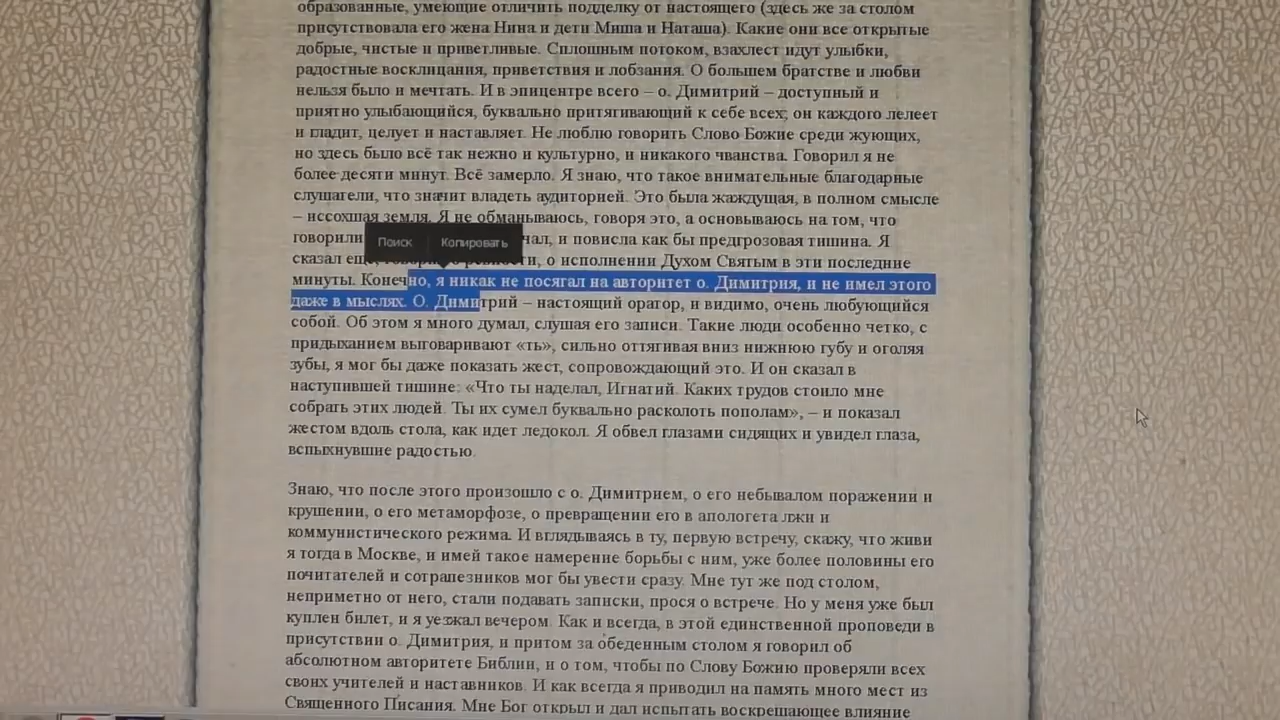 образованные, умеющие отличить подделку от настоящего (здесь же за столом
присутствовала его жена Нина и дети Миша и Наташа). Какие они все открытые
добрые, чистые и приветливые. Сплошным потоком, взахлест идут улыбки,
радостные восклицания, приветствия и лобзания. О большем братстве и любви
нельзя было и мечтать. И в эпицентре всего – о. Димитрий – доступный и
приятно улыбающийся, буквально притягивающий к себе всех; он каждого лелеет
и гладит, целует и наставляет. Не люблю говорить Слово Божие среди жующих,
но здесь было всё так нежно и культурно, и никакого чванства. Говорил я не
более десяти минут. Всё замерло. Я знаю, что такое внимательные благодарные
слушатели, что значит владеть аудиторией. Это была жаждущая, в полном смысле
– иссохшая земля. Я не обманываюсь, говоря это, а основываюсь на том, что
Поиск Копировать
говорили чал, и повисла как бы предгрозовая тишина. Я
сказал ещё, о исполнении Духом Святым в эти последние
минуты. Конечно, я никак не посягал на авторитет о. Димитрия, и не имел этого
даже в мыслях. О. Димитрий – настоящий оратор, и видимо, очень любующийся
собой. Об этом я много думал, слушая его записи. Такие люди особенно четко, с
придыханием выговаривают «ть», сильно оттягивая вниз нижнюю губу и оголяя
зубы, я мог бы даже показать жест, сопровождающий это. И он сказал в
наступившей тишине: «Что ты наделал, Игнатий. Каких трудов стоило мне
собрать этих людей. Ты их сумел буквально расколоть пополам», – и показал
жестом вдоль стола, как идет ледокол. Я обвел глазами сидящих и увидел глаза,
вспыхнувшие радостью.
Знаю, что после этого произошло с о. Димитрием, о его небывалом поражении и
крушении, о его метаморфозе, о превращении его в апологета лжи и
коммунистического режима. И вглядываясь в ту, первую встречу, скажу, что живи
я тогда в Москве, и имей такое намерение борьбы с ним, уже более половины его
почитателей и сотрапезников мог бы увести сразу. Мне тут же под столом,
неприметно от него, стали подавать записки, прося о встрече. Но у меня уже был
куплен билет, и я уезжал вечером. Как и всегда, в этой единственной проповеди в
присутствии о. Димитрия, и притом за обеденным столом я говорил об
абсолютном авторитете Библии, и о том, чтобы по Слову Божию проверяли всех
своих учителей и наставников. И как всегда я приводил на память много мест из
Священного Писания. Мне Бог открыл и дал испытать воскрешающее влияние